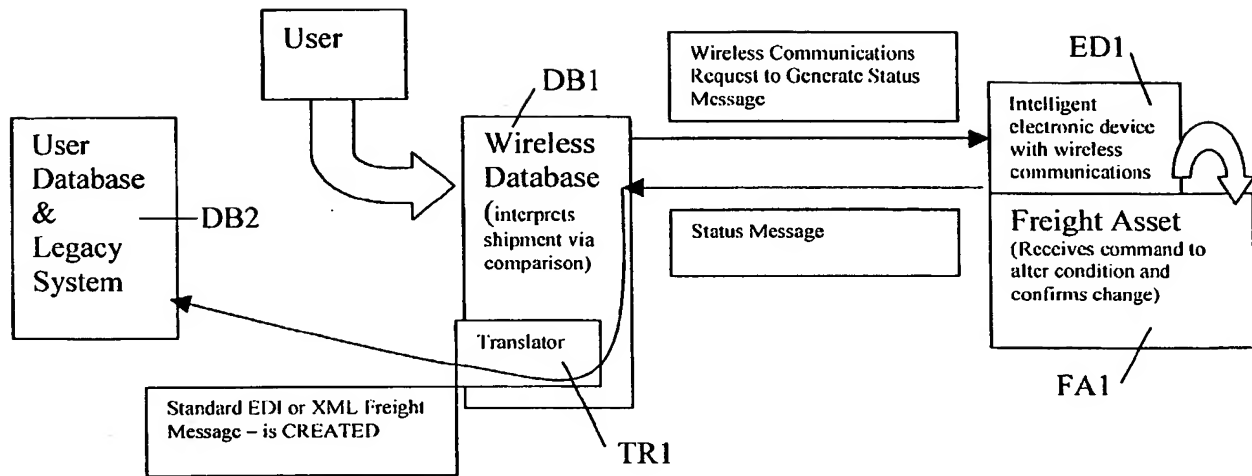 User
Wireless Communications
Request to Generate Status
Message
ED1
DB1
Intelligent
electronic device
with wireless
communications
User
Database
&
Legacy
System
DB2
Wireless
Database
(interprets
shipment via
comparison)
Status Message
Freight Asset
(Receives command to
alter condition and
confirms change)
Translator
FA1
Standard EDI or XML Freight
Message – is CREATED
TR1